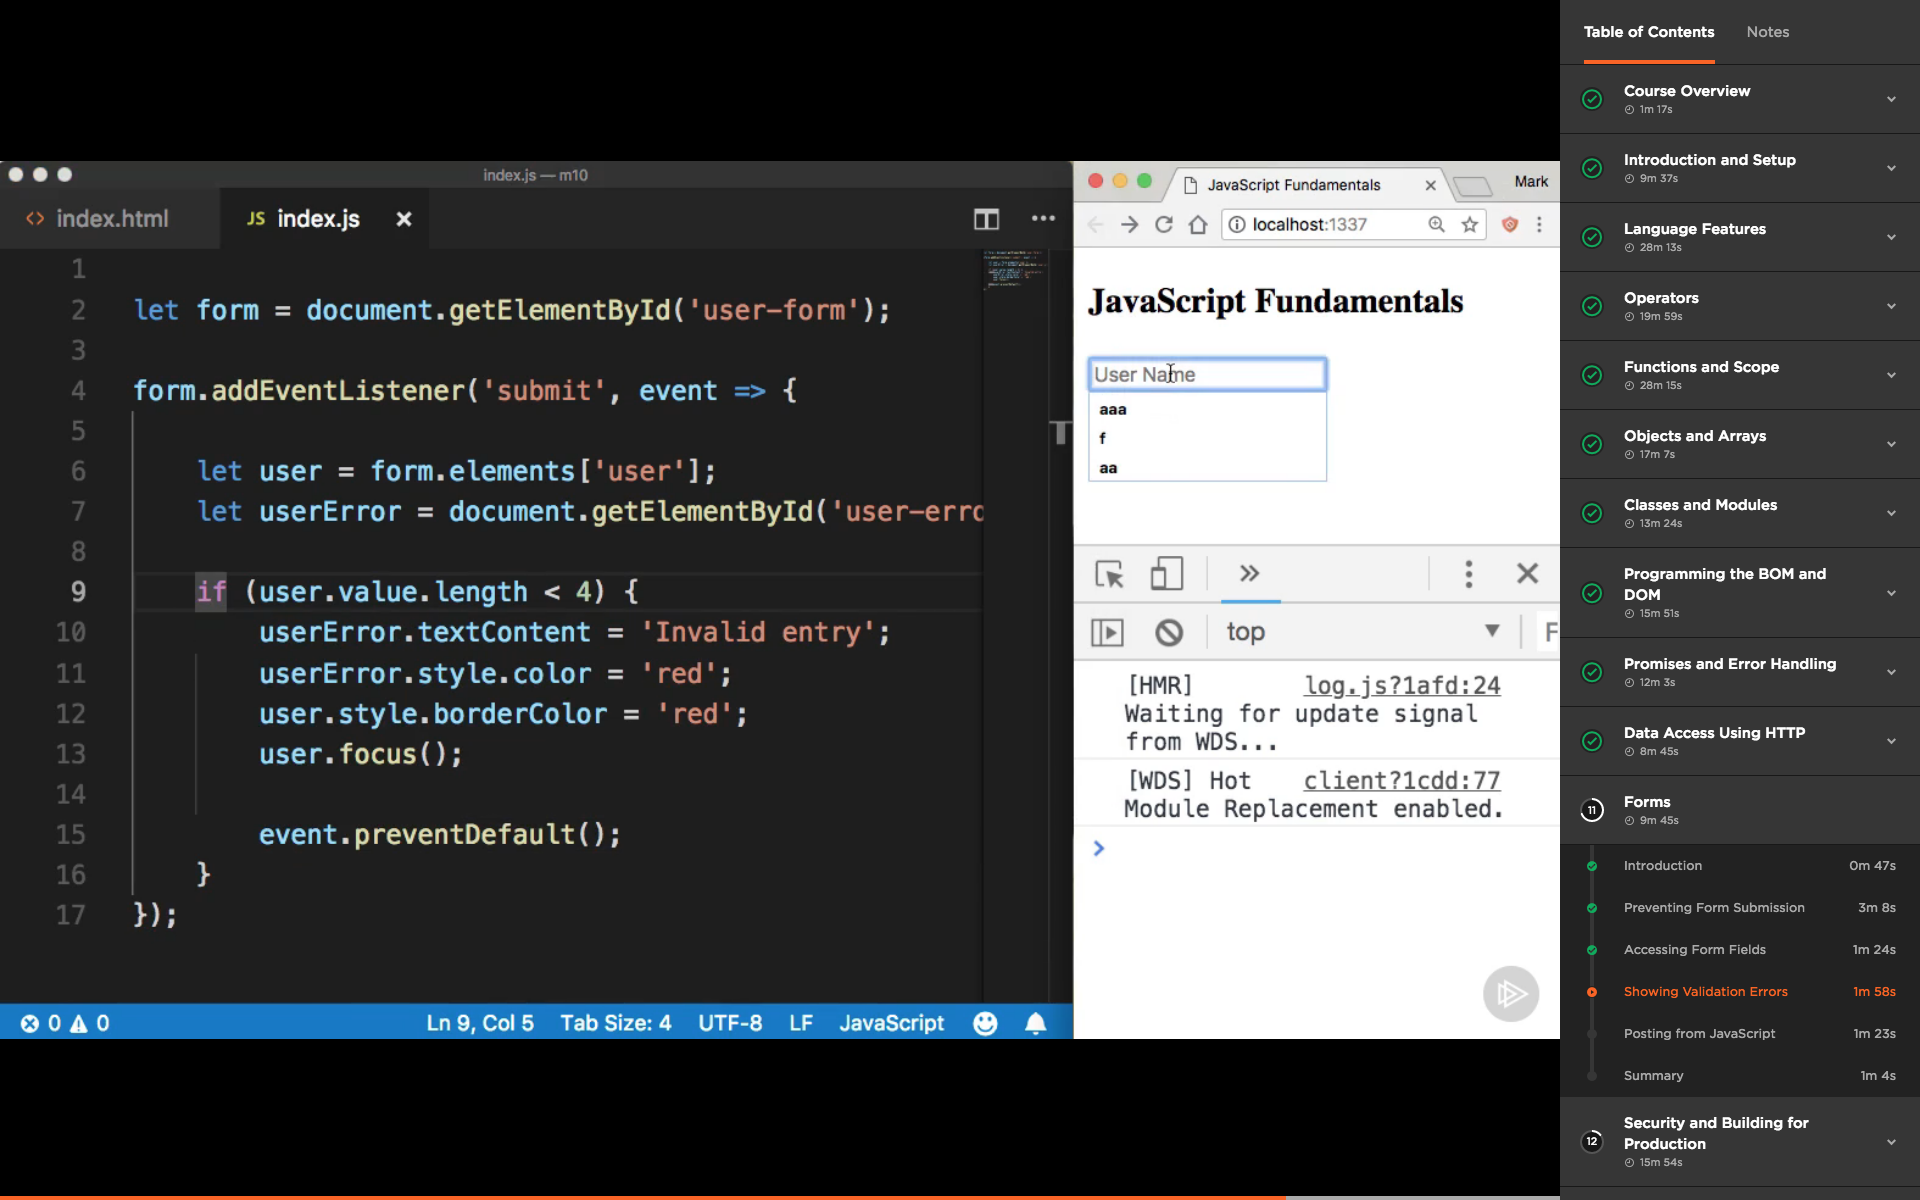 index.js — m10
index.html
JS index.js
1
2 let form = document.getElementById('user-form');
3
4 form.addEventListener('submit', event => {
5
6 let user = form.elements['user'];
7 let userError = document.getElementById('user-erro
8
9 if (user.value.length < 4) {
10 userError.textContent = 'Invalid entry';
11 userError.style.color = 'red';
12 user.style.borderColor = 'red';
13 user.focus();
14
15 event.preventDefault();
16 }
17 });
0 0 Ln 9, Col 5 Tab Size: 4 UTF-8 LF JavaScript
JavaScript Fundamentals
Mark
localhost:1337
JavaScript Fundamentals
User Name
aaa
f
aa
top
F
[HMR] log.js?1afd:24
Waiting for update signal
from WDS...
[WDS] Hot client?1cdd:77
Module Replacement enabled.
Table of Contents Notes
Course Overview
1m 17s
Introduction and Setup
9m 37s
Language Features
28m 13s
Operators
19m 59s
Functions and Scope
28m 15s
Objects and Arrays
17m 7s
Classes and Modules
13m 24s
Programming the BOM and
DOM
15m 51s
Promises and Error Handling
12m 3s
Data Access Using HTTP
8m 45s
11 Forms
9m 45s
Introduction 0m 47s
Preventing Form Submission 3m 8s
Accessing Form Fields 1m 24s
Showing Validation Errors 1m 58s
Posting from JavaScript 1m 23s
Summary 1m 4s
12 Security and Building for
Production
15m 54s